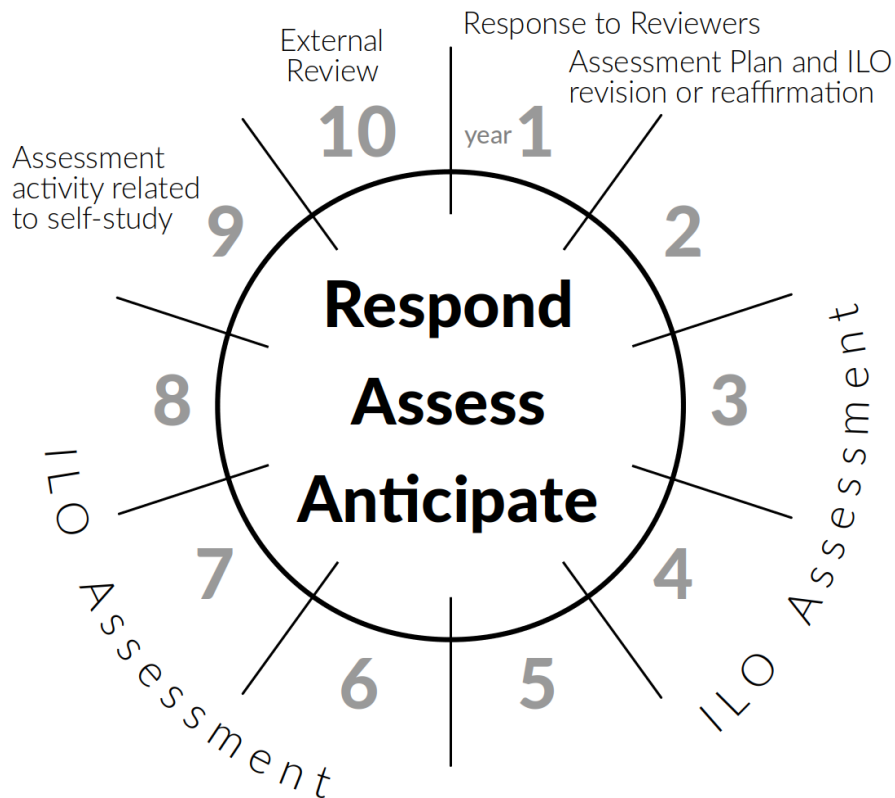 External
Review
Response to Reviewers
Assessment Plan and ILO
revision or reaffirmation
year 1
2
3
4
ILO Assessment
5
6
7
ILO Assessment
8
Assessment
activity related
to self-study
9
10
Respond
Assess
Anticipate